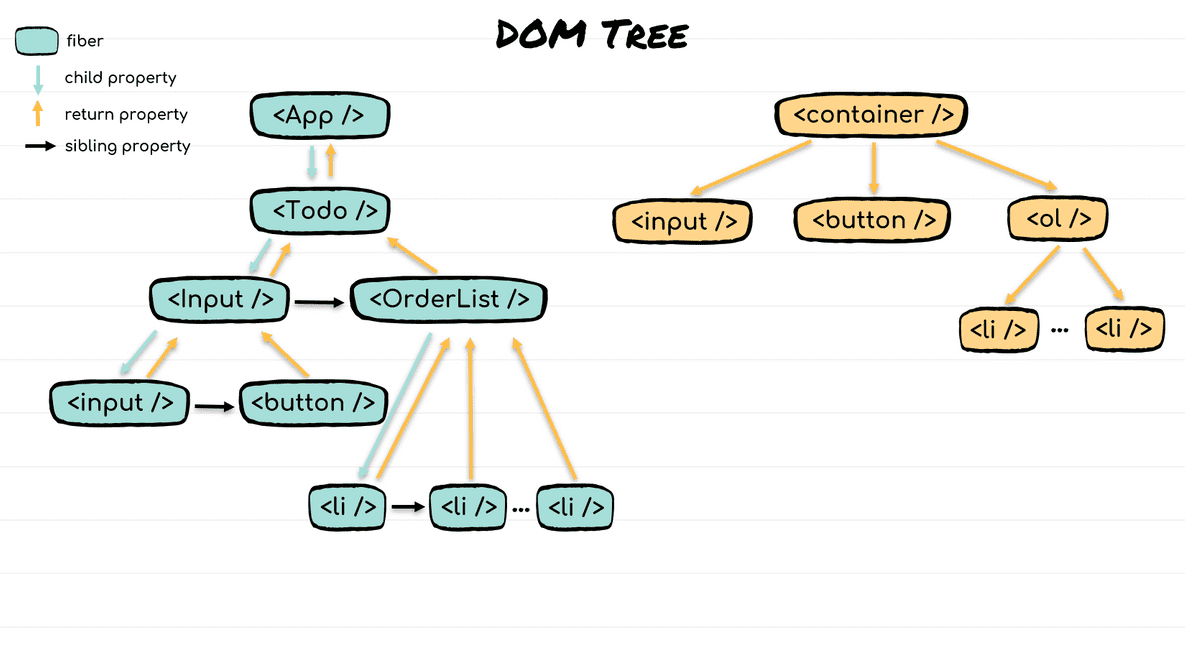 DOM Tree
fiber
child property
return property
sibling property
<App />
<Todo />
<Input />
<OrderList />
<input />
<button />
<li />
<li />
...
<li />
<container />
<input />
<button />
<ol />
<li />
...
<li />